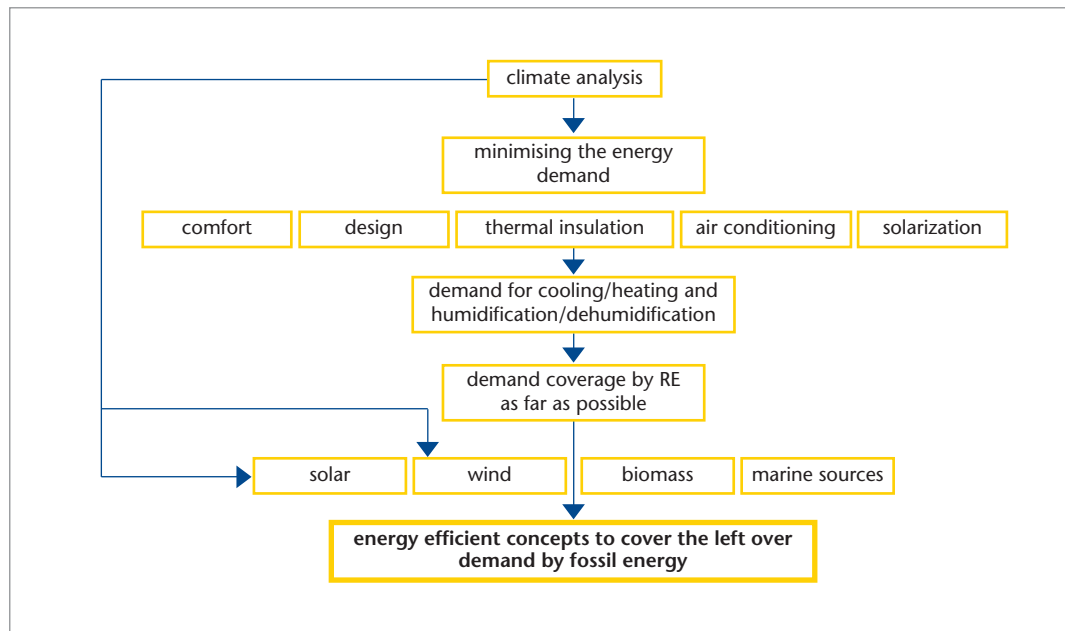 climate analysis
minimising the energy
demand
comfort
design
thermal insulation
air conditioning
solarization
demand for cooling/heating and
humidification/dehumidification
demand coverage by RE
as far as possible
solar
wind
biomass
marine sources
energy efficient concepts to cover the left over
demand by fossil energy